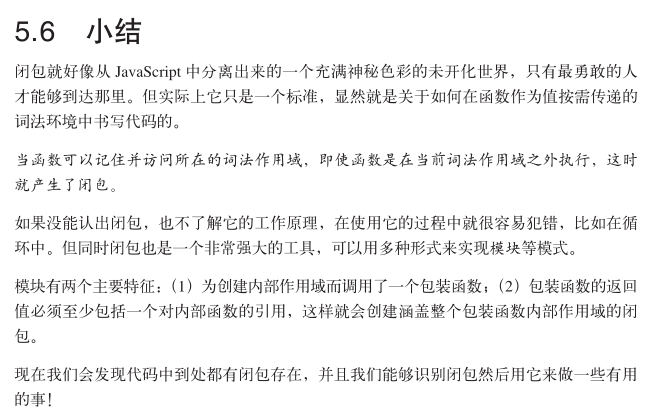 5.6 小结
闭包就好像从 JavaScript 中分离出来的一个充满神秘色彩的未开化世界，只有最勇敢的人
才能够到达那里。但实际上它只是一个标准，显然就是关于如何在函数作为值按需传递的
词法环境中书写代码的。
当函数可以记住并访问所在的词法作用域，即使函数是在当前词法作用域之外执行，这时
就产生了闭包。
如果没能认出闭包，也不了解它的工作原理，在使用它的过程中就很容易犯错，比如在循
环中。但同时闭包也是一个非常强大的工具，可以用多种形式来实现模块等模式。
模块有两个主要特征：（1）为创建内部作用域而调用了一个包装函数；（2）包装函数的返回
值必须至少包括一个对内部函数的引用，这样就会创建涵盖整个包装函数内部作用域的闭
包。
现在我们会发现代码中到处都有闭包存在，并且我们能够识别闭包然后用它来做一些有用
的事！